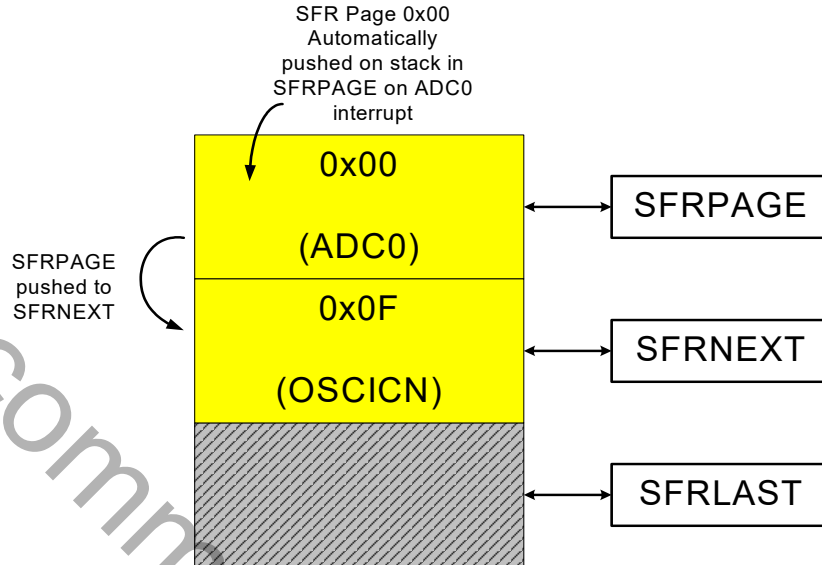 SFR Page 0x00
Automatically
pushed on stack in
SFRPAGE on ADC0
interrupt
0x00
(ADC0)
SFRPAGE
SFRPAGE
pushed to
SFRNEXT
0x0F
(OSCICN)
SFRNEXT
SFRLAST
comm